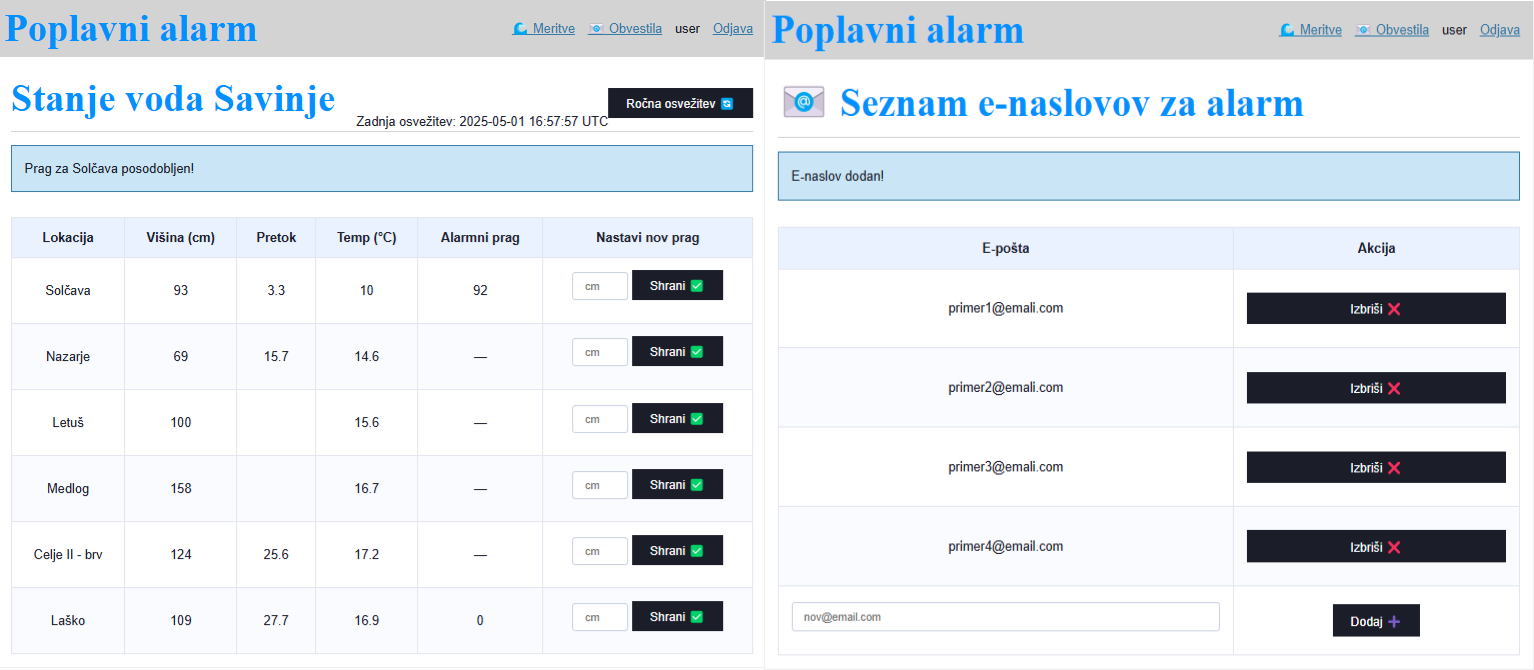 Poplavni alarm
🌊 Meritve 📧 Obvestila user Odjava
Stanje voda Savinje
Zadnja osvežitev: 2025-05-01 16:57:57 UTC
Ročna osvežitev 🔄
Prag za Solčava posodobljen!
Lokacija Višina (cm) Pretok Temp (°C) Alarmni prag Nastavi nov prag
Solčava 93 3.3 10 92 cm Shrani ✅
Nazarje 69 15.7 14.6 — cm Shrani ✅
Letuš 100 15.6 — cm Shrani ✅
Medlog 158 16.7 — cm Shrani ✅
Celje II - brv 124 25.6 17.2 — cm Shrani ✅
Laško 109 27.7 16.9 0 cm Shrani ✅
Poplavni alarm
🌊 Meritve 📧 Obvestila user Odjava
📧 Seznam e-naslovov za alarm
E-naslov dodan!
E-pošta Akcija
primer1@emali.com Izbriši ❌
primer2@emali.com Izbriši ❌
primer3@emali.com Izbriši ❌
primer4@email.com Izbriši ❌
nov@email.com Dodaj ➕